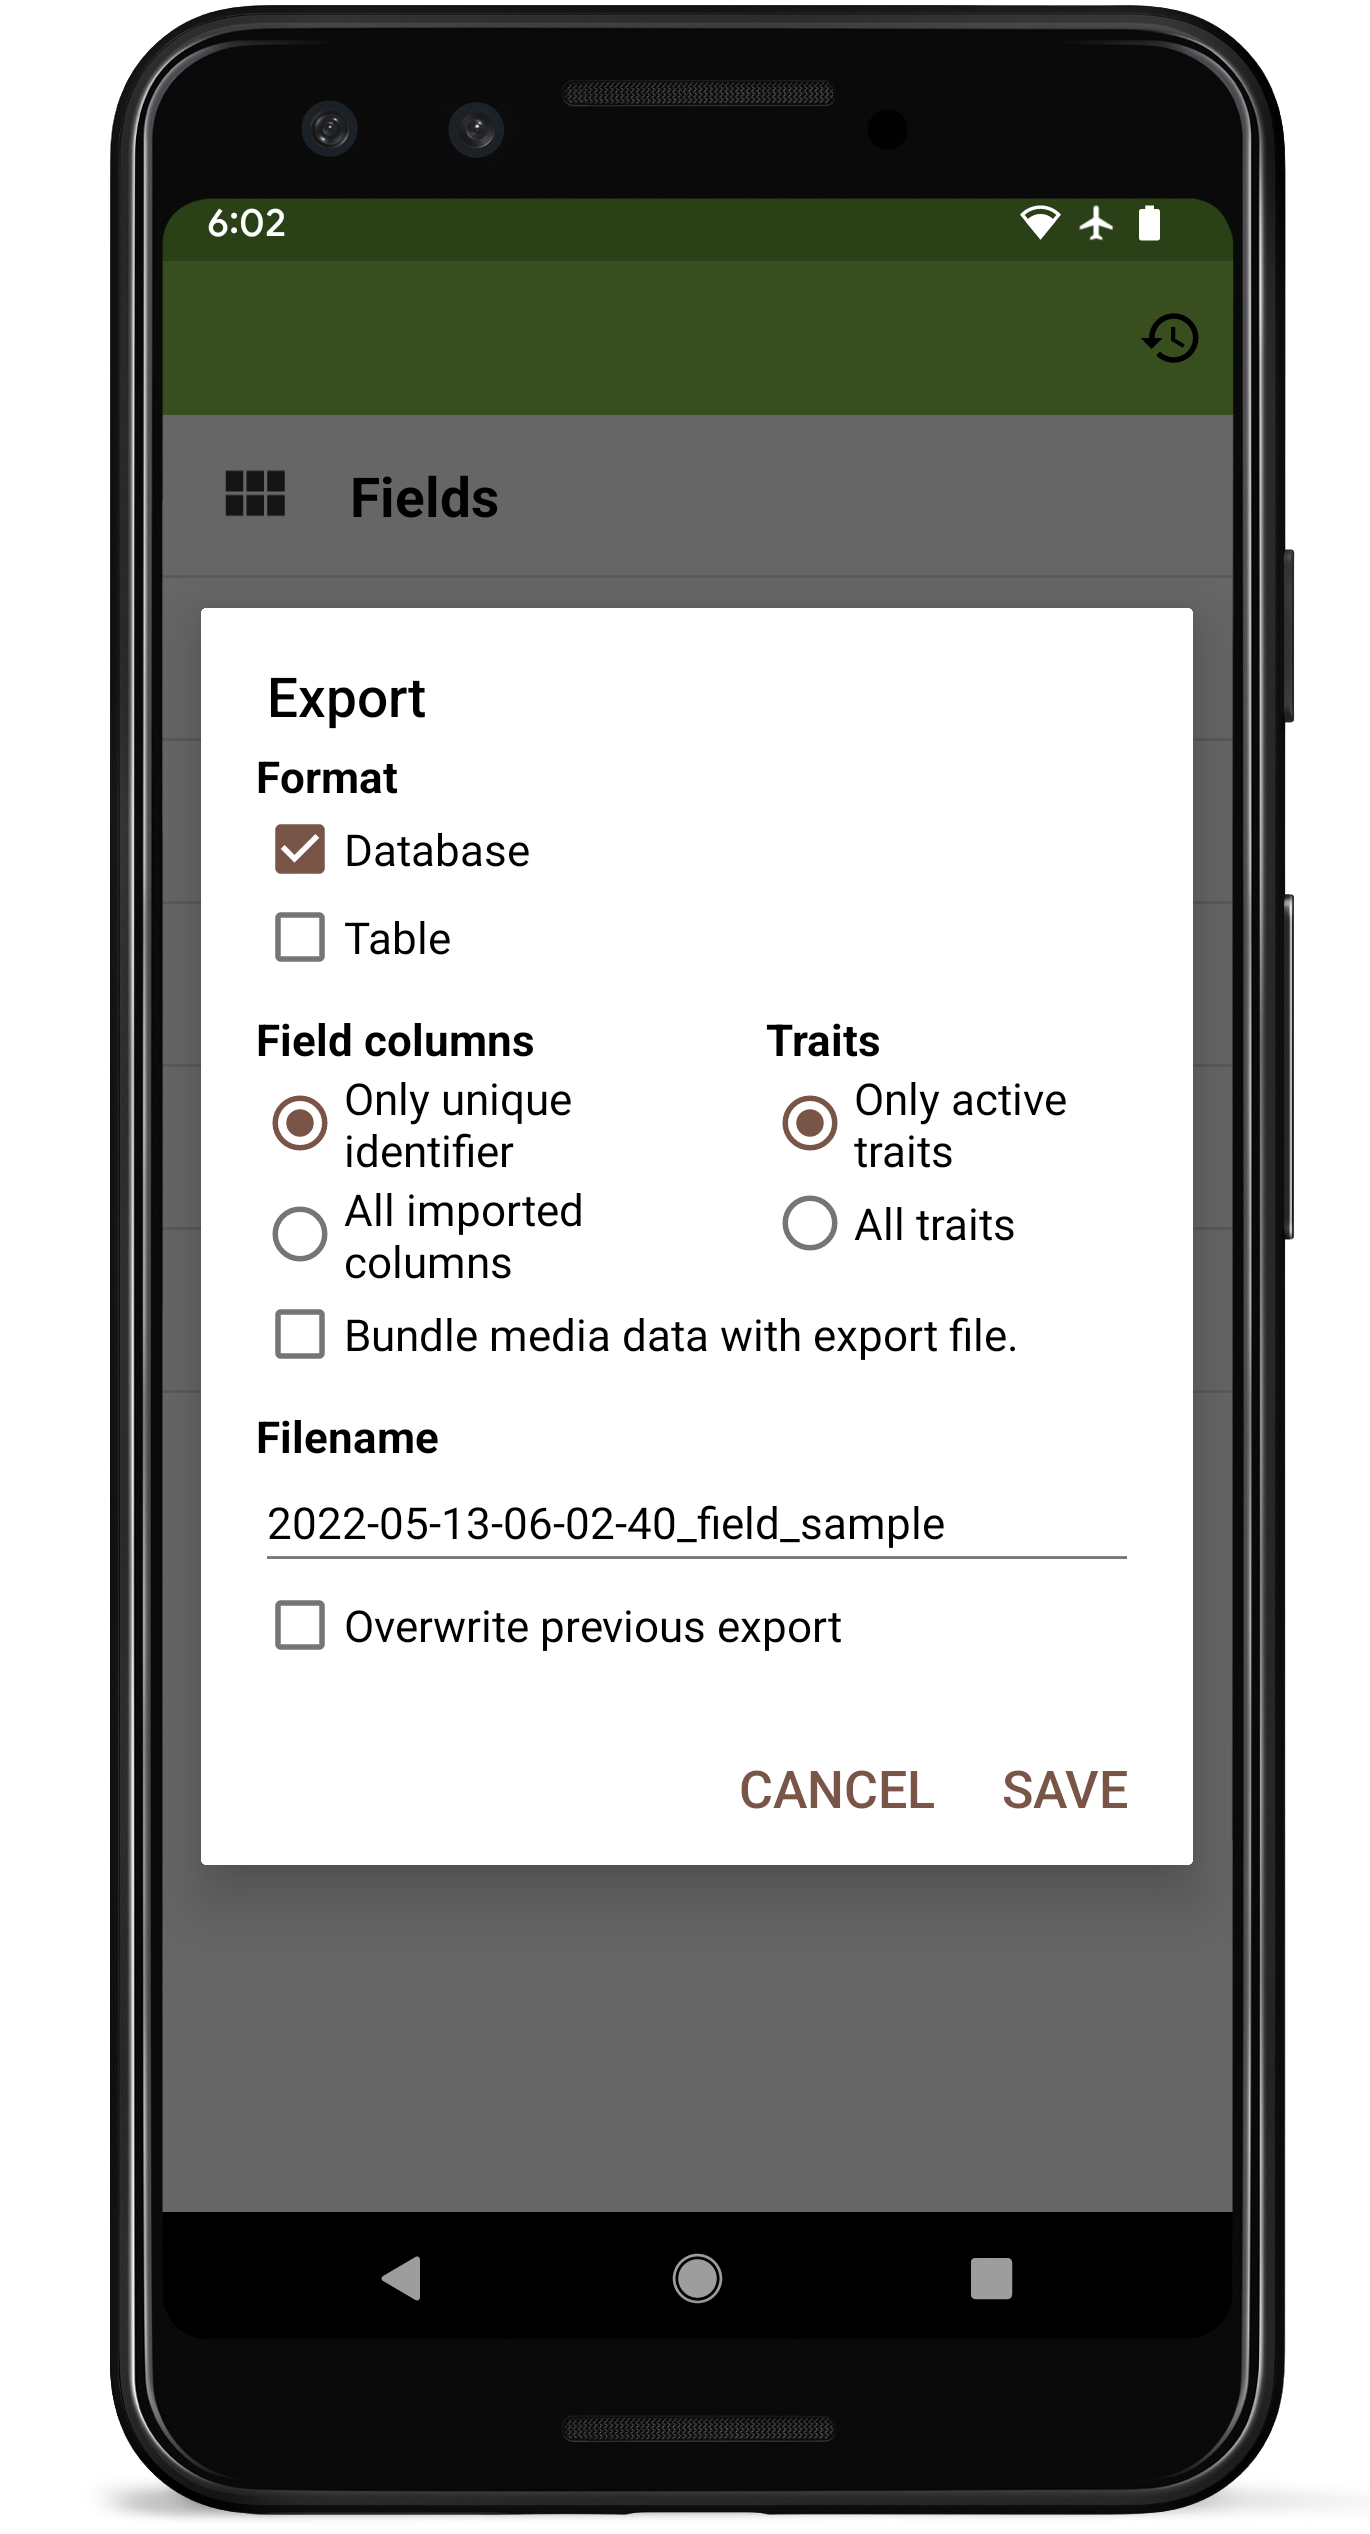 6:02
Fields
Export
Format
Database
Table
Field columns
Only unique
identifier
All imported
columns
Traits
Only active
traits
All traits
Bundle media data with export file.
Filename
2022-05-13-06-02-40_field_sample
Overwrite previous export
CANCEL SAVE